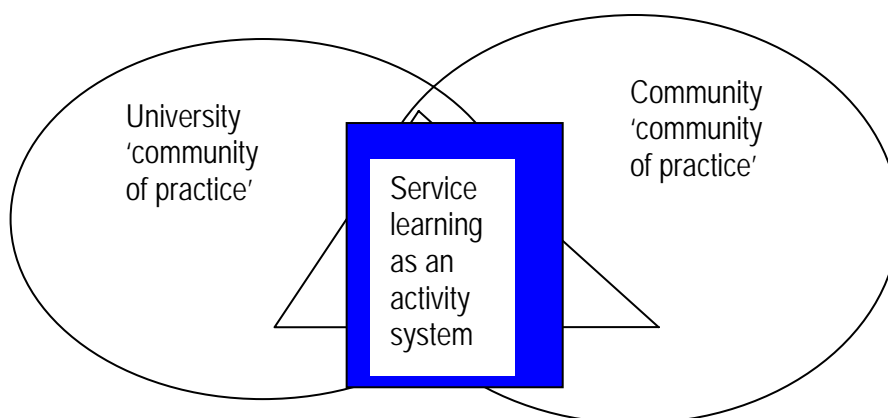 University
‘community
of practice’
Community
‘community
of practice’
Service
learning
as an
activity
system